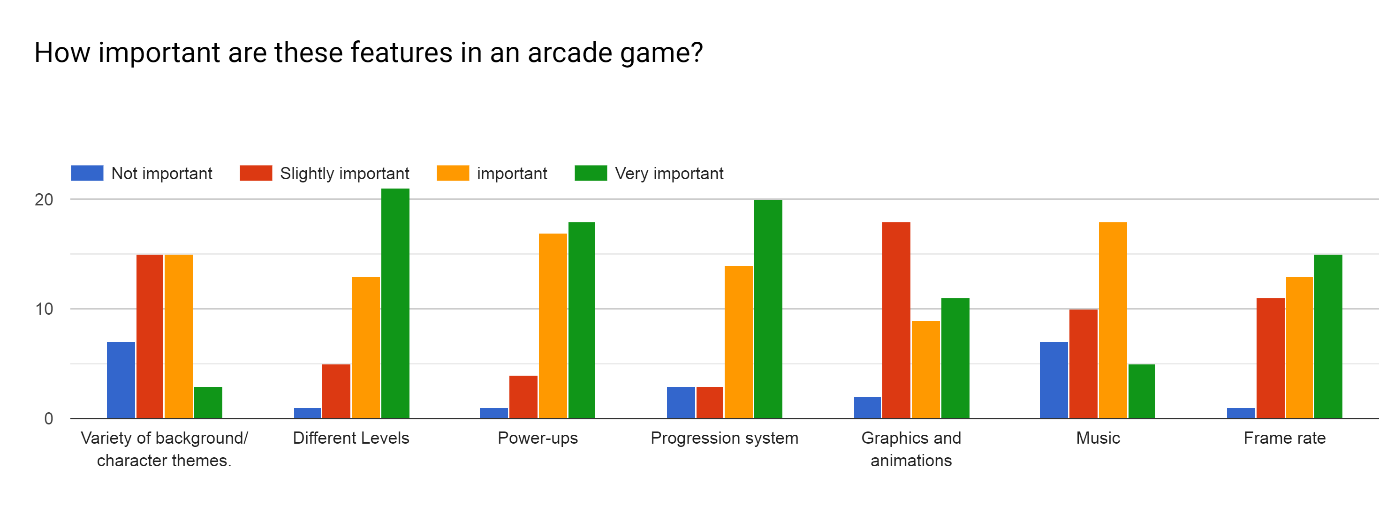 How important are these features in an arcade game?
Not important
Slightly important
important
Very important
20
10
0
Variety of background/
character themes.
Different Levels
Power-ups
Progression system
Graphics and
animations
Music
Frame rate